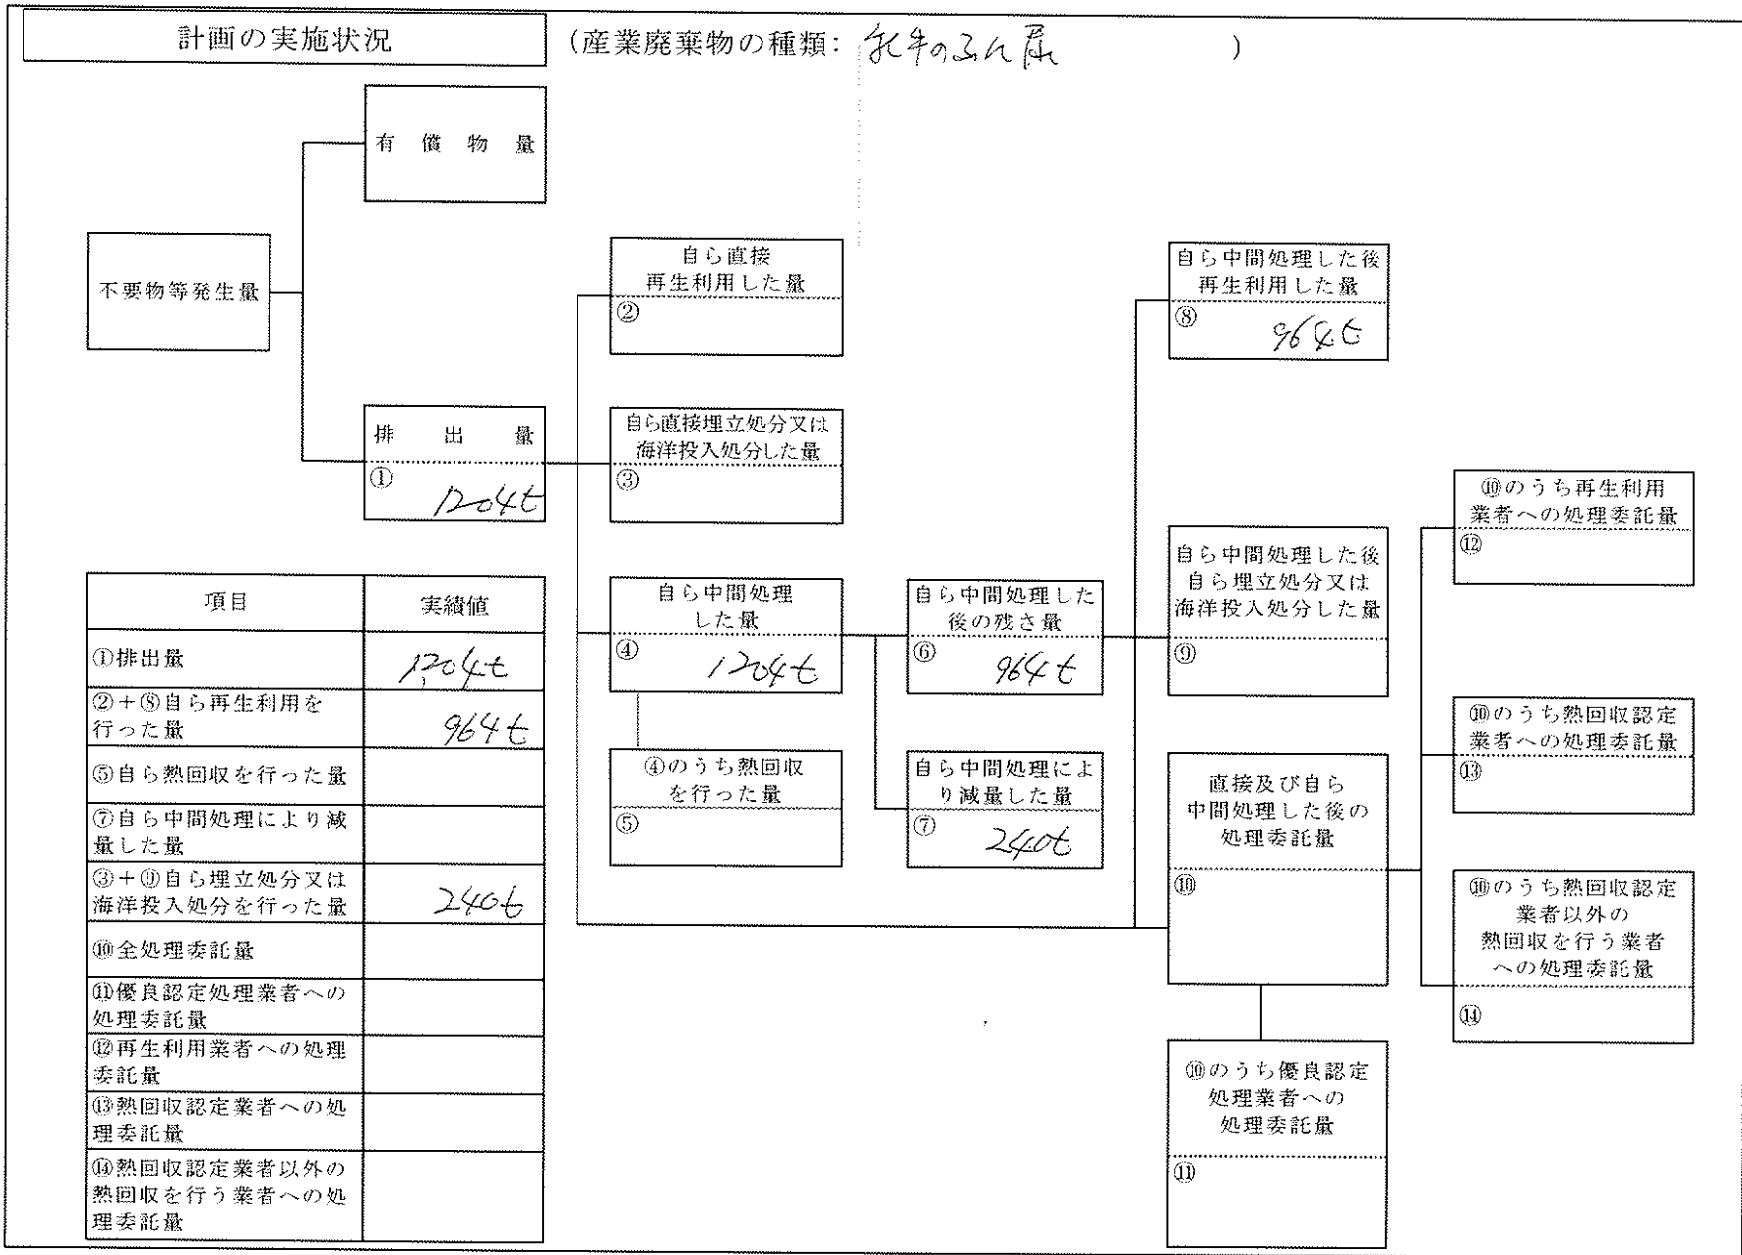 計画の実施状況
(産業廃棄物の種類: 乳牛のふん尿 )
有償物量
不要物等発生量
排出量
①
1204t
自ら直接
再生利用した量
②
自ら直接埋立処分又は
海洋投入処分した量
③
自ら中間処理
した量
④
1204t
④のうち熱回収
を行った量
⑤
自ら中間処理した
後の残さ量
⑥
964t
自ら中間処理によ
り減量した量
⑦
240t
自ら中間処理した後
再生利用した量
⑧
964t
自ら中間処理した後
自ら埋立処分又は
海洋投入処分した量
⑨
直接及び自ら
中間処理した後の
処理委託量
⑩
⑩のうち優良認定
処理業者への
処理委託量
⑪
⑩のうち再生利用
業者への処理委託量
⑫
⑩のうち熱回収認定
業者への処理委託量
⑬
⑩のうち熱回収認定
業者以外の
熱回収を行う業者
への処理委託量
⑭
項目 実績値
①排出量 1,204t
②+⑧自ら再生利用を
行った量 964t
⑤自ら熱回収を行った量
⑦自ら中間処理により減
量した量
③+⑨自ら埋立処分又は
海洋投入処分を行った量 240t
⑩全処理委託量
⑪優良認定処理業者への
処理委託量
⑫再生利用業者への処理
委託量
⑬熱回収認定業者への処
理委託量
⑭熱回収認定業者以外の
熱回収を行う業者への処
理委託量